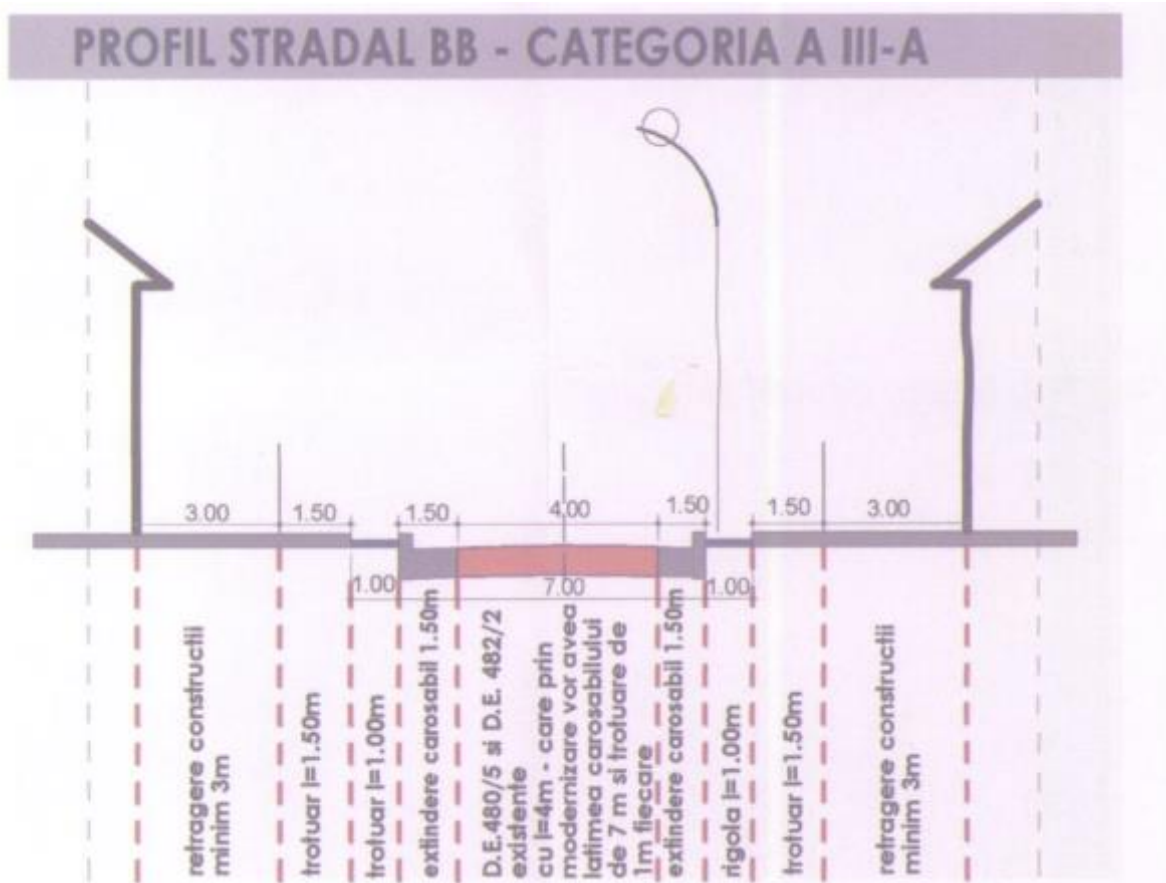 PROFIL STRADAL BB - CATEGORIA A III-A
3.00 1.50 1.50 4.00 1.50 1.50 3.00
1.00 7.00 1.00
retragere constructii
minim 3m
trotuar l=1.50m
trotuar l=1.00m
extindere carosabil 1.50m
D.E.480/5 si D.E. 482/2
existente
cu l=4m - care prin
modernizare vor avea
latimea carosabilului
de 7 m si trotuare de
1m fiecare
extindere carosabil 1.50m
rigola l=1.00m
trotuar l=1.50m
retragere constructii
minim 3m